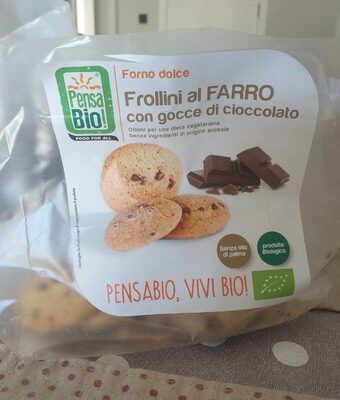 Forno dolce
Pensa
Bio!
FOOD FOR ALL
Frollini al FARRO
con gocce di cioccolato
Ottimi per una dieta vegetariana
Senza ingredienti di origine animale
Senza olio
di palma
prodotto
Biologico
PENSABIO, VIVI BIO!